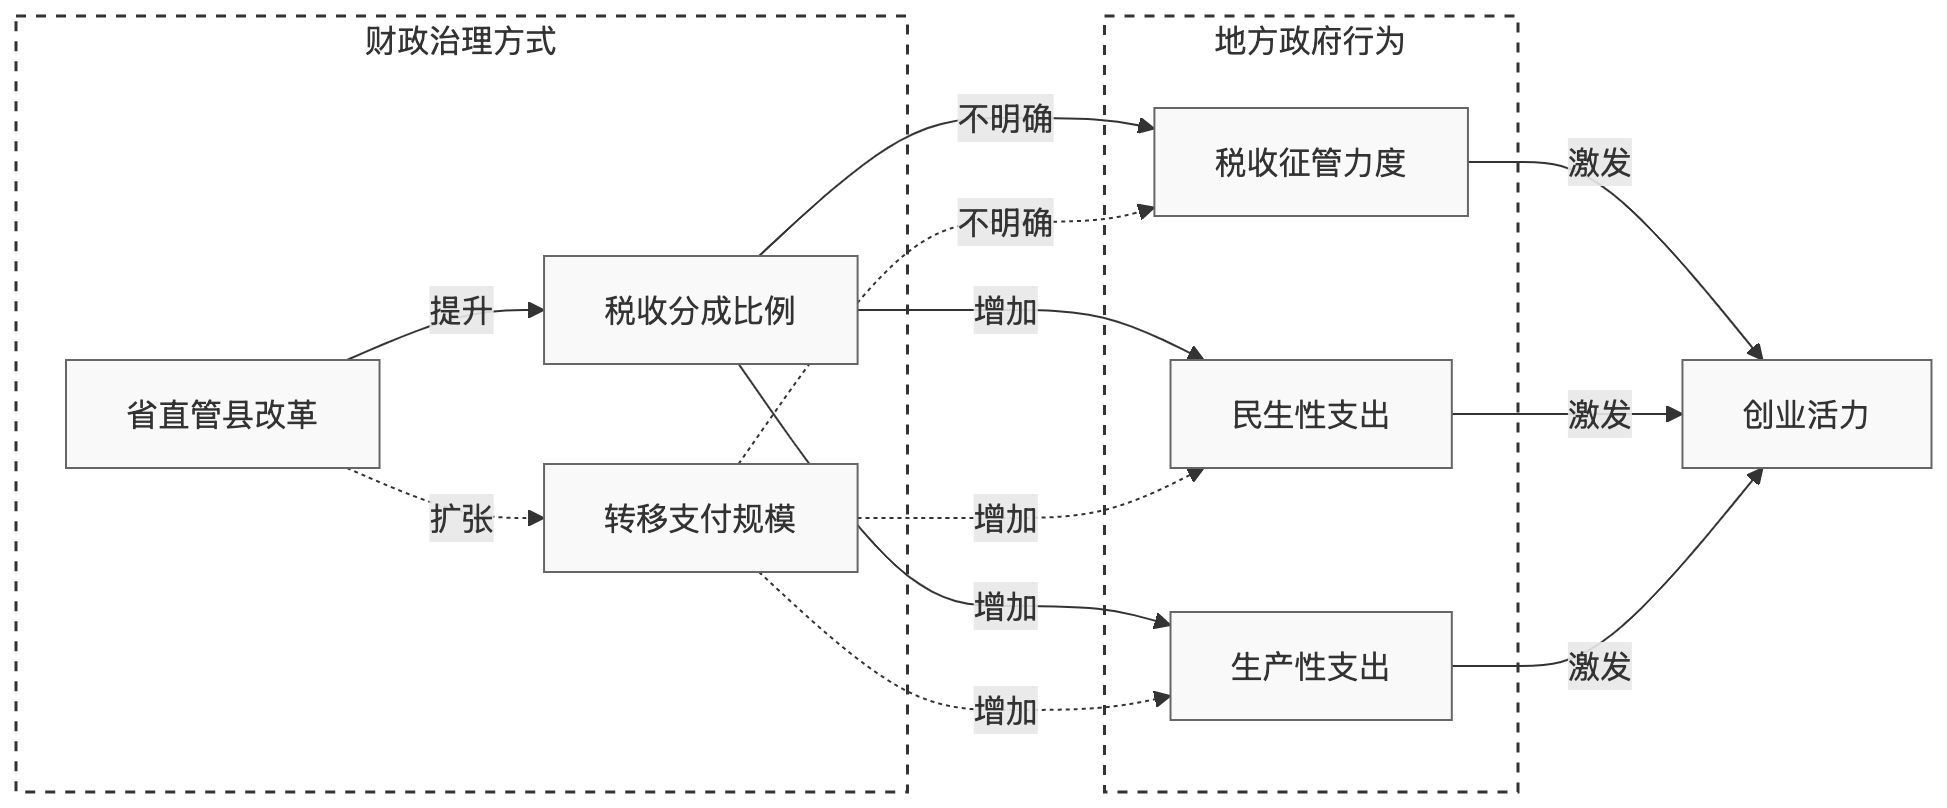 财政治理方式
地方政府行为
不明确
税收征管力度
激发
不明确
提升
税收分成比例
增加
省直管县改革
民生性支出
激发
创业活力
扩张
转移支付规模
增加
增加
生产性支出
激发
增加